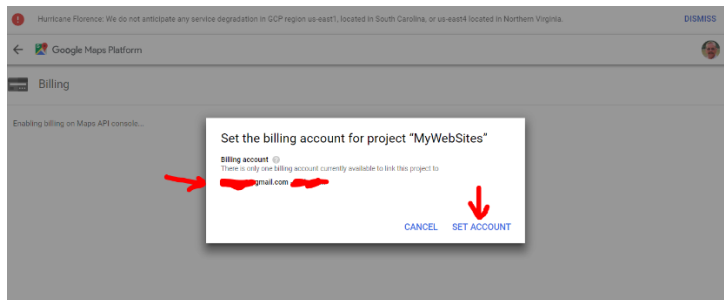 Hurricane Florence: We do not anticipate any service degradation in GCP region us-east1, located in South Carolina, or us-east4 located in Northern Virginia.
DISMISS
Google Maps Platform
Billing
Enabling billing on Maps API console...
Set the billing account for project “MyWebSites”
Billing account
There is only one billing account currently available to link this project to
gmail.com
CANCEL SET ACCOUNT